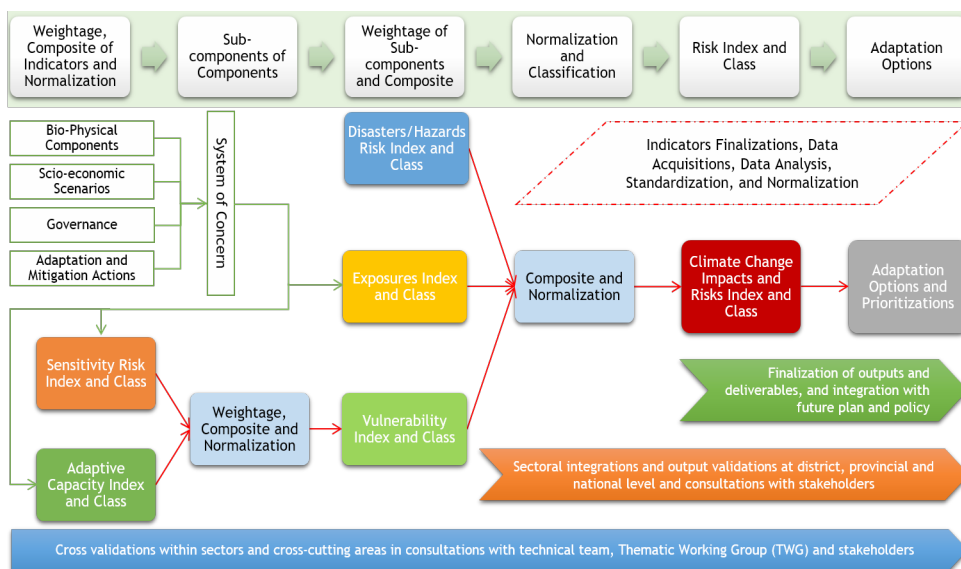 Weightage,
Composite of
Indicators and
Normalization
Sub-
components of
Components
Weightage of
Sub-
components
and Composite
Normalization
and
Classification
Risk Index and
Class
Adaptation
Options
Bio-Physical
Components
Scio-economic
Scenarios
Governance
Adaptation and
Mitigation Actions
System of Concern
Disasters/Hazards
Risk Index and
Class
Indicators Finalizations, Data
Acquisitions, Data Analysis,
Standardization, and Normalization
Exposures Index
and Class
Composite and
Normalization
Climate Change
Impacts and
Risks Index and
Class
Adaptation
Options and
Prioritizations
Sensitivity Risk
Index and Class
Weightage,
Composite and
Normalization
Vulnerability
Index and Class
Adaptive
Capacity Index
and Class
Finalization of outputs and
deliverables, and integration with
future plan and policy
Sectoral integrations and output validations at district, provincial and
national level and consultations with stakeholders
Cross validations within sectors and cross-cutting areas in consultations with technical team, Thematic Working Group (TWG) and stakeholders